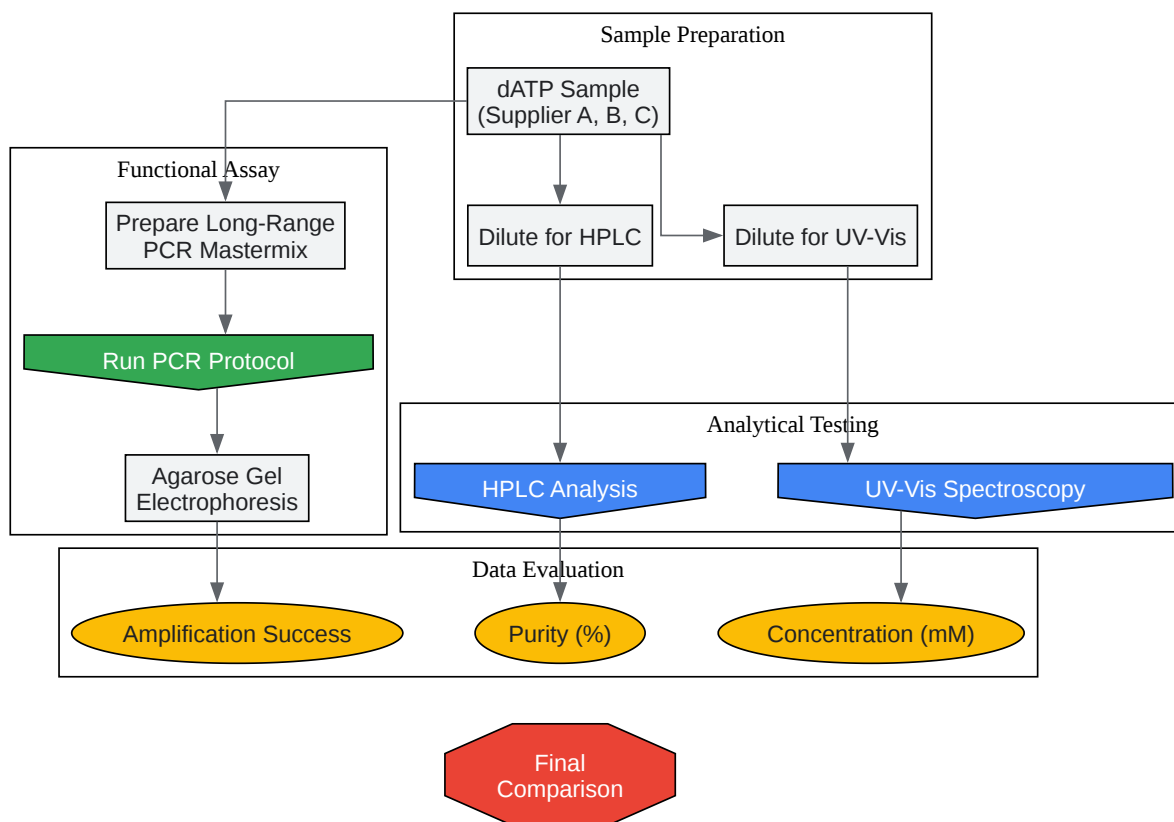 Sample Preparation
dATP Sample
(Supplier A, B, C)
Functional Assay
Prepare Long-Range
PCR Mastermix
Dilute for HPLC
Dilute for UV-Vis
Run PCR Protocol
Analytical Testing
Agarose Gel
Electrophoresis
HPLC Analysis
UV-Vis Spectroscopy
Data Evaluation
Amplification Success
Purity (%)
Concentration (mM)
Final
Comparison